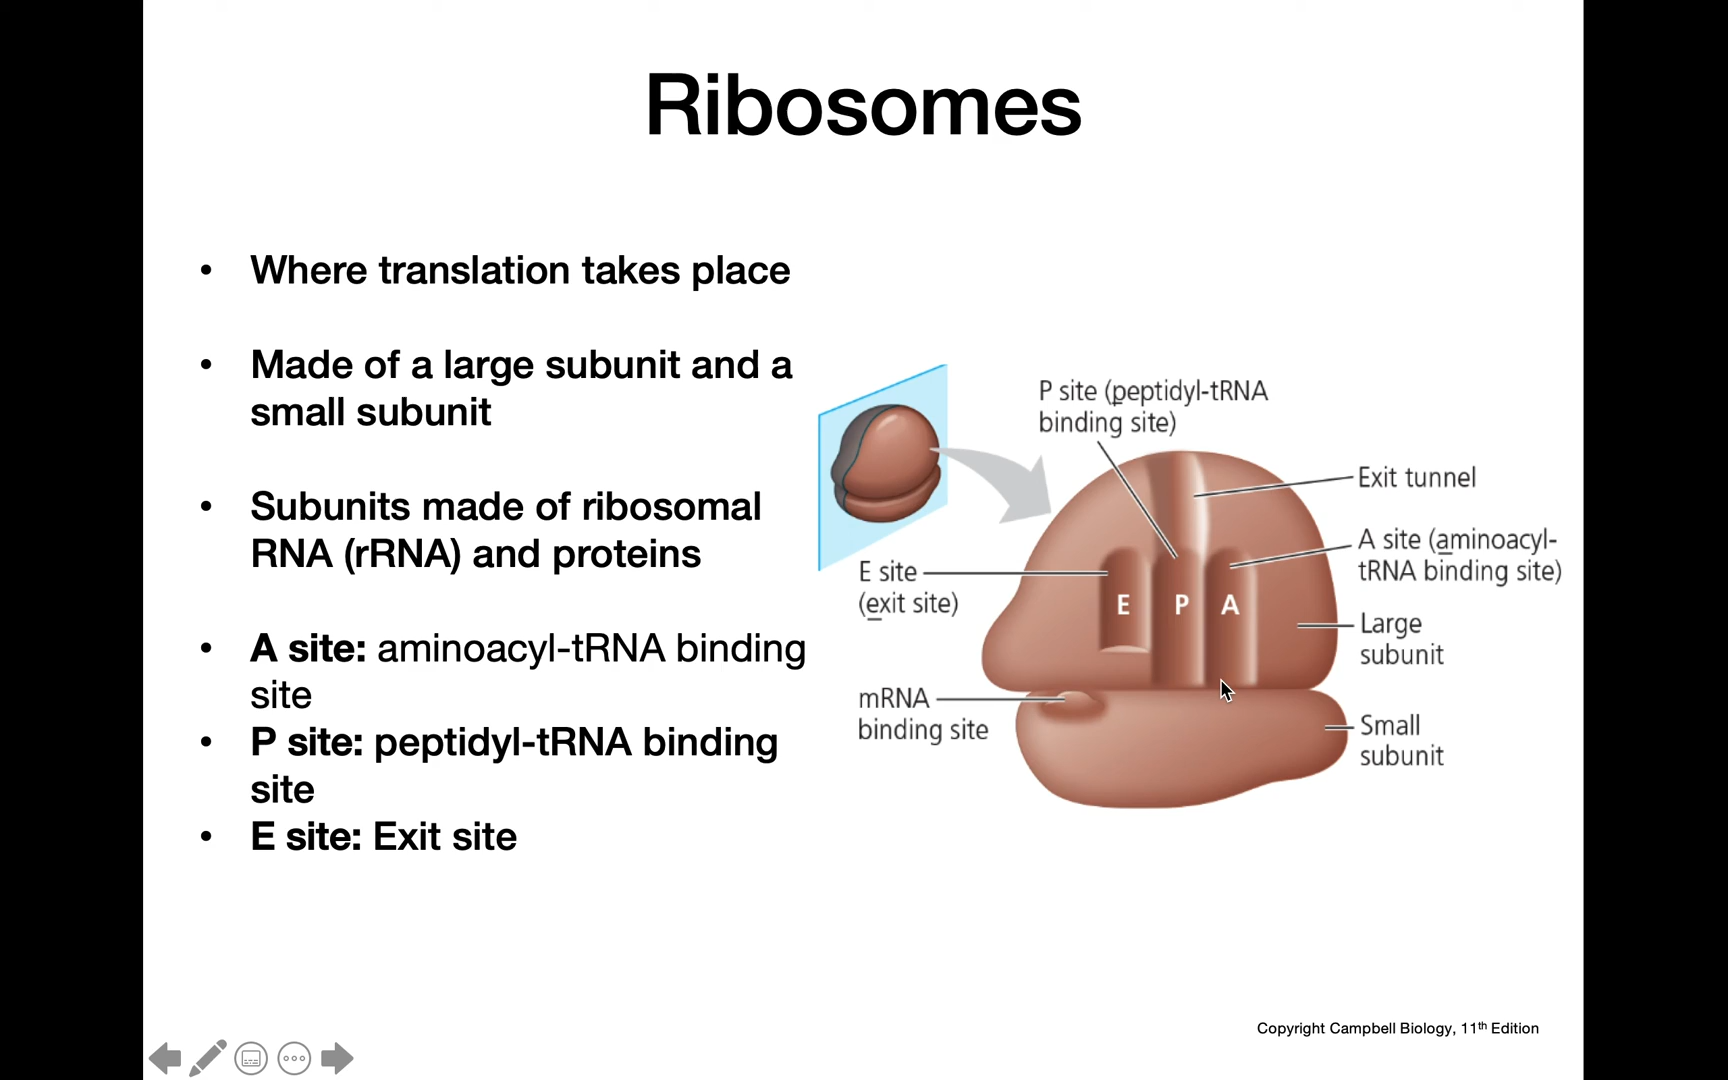 Ribosomes
• Where translation takes place
• Made of a large subunit and a
small subunit
• Subunits made of ribosomal
RNA (rRNA) and proteins
• A site: aminoacyl-tRNA binding
site
• P site: peptidyl-tRNA binding
site
• E site: Exit site
P site (peptidyl-tRNA
binding site)
Exit tunnel
A site (aminoacyl-
tRNA binding site)
E site
(exit site)
E P A
Large
subunit
mRNA
binding site
Small
subunit
Copyright Campbell Biology, 11th Edition